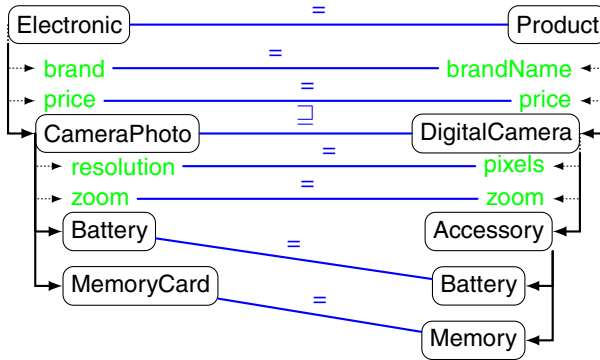 Electronic = Product
brand = brandName
price = price
CameraPhoto ⊒ DigitalCamera
resolution = pixels
zoom = zoom
Battery = Accessory
MemoryCard = Battery
Memory